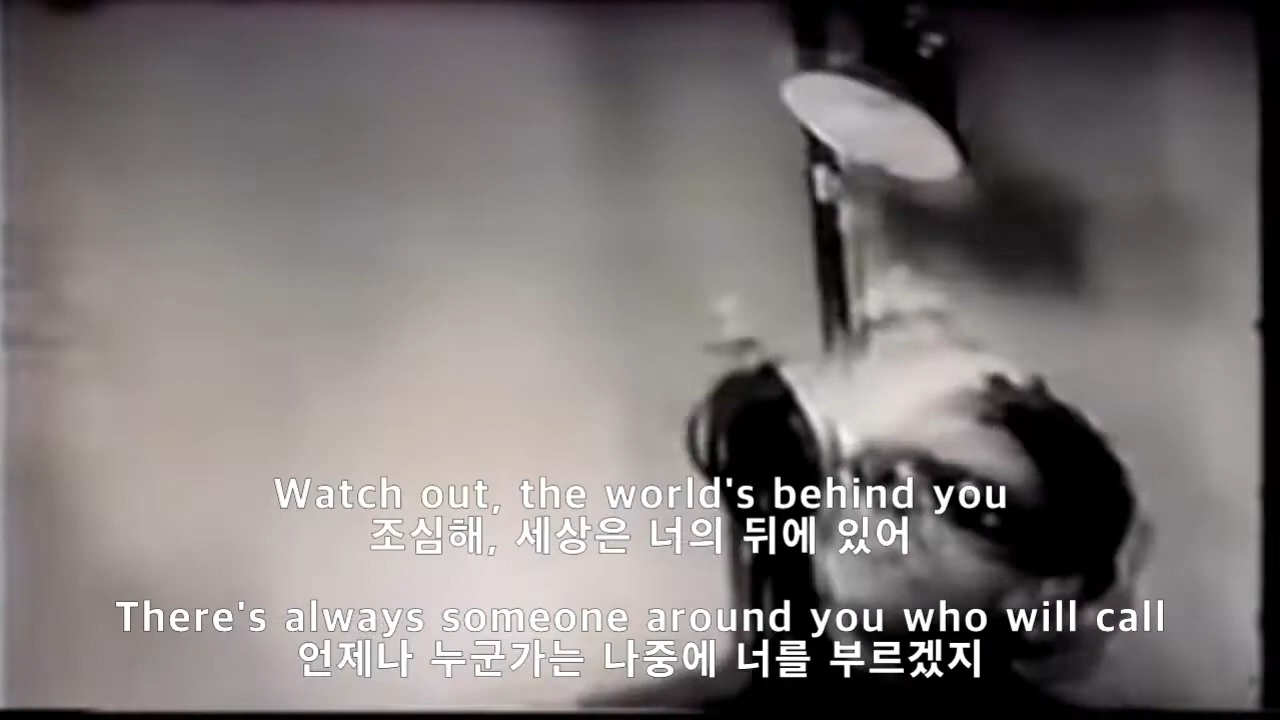 Watch out, the world's behind you
조심해, 세상은 너의 뒤에 있어
There's always someone around you who will call
언제나 누군가는 나중에 너를 부르겠지